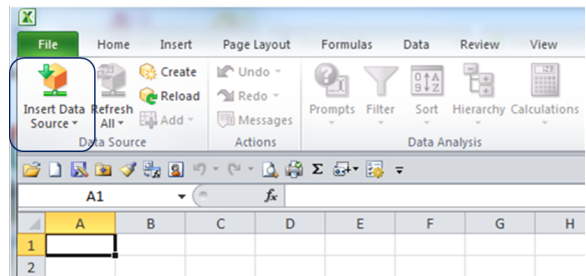 File Home Insert Page Layout Formulas Data Review View
Insert Data Source Refresh All Create Reload Add Undo Redo Messages Prompts Filter Sort Hierarchy Calculations
Data Source Actions Data Analysis
A1 fx
A B C D E F G H
1
2